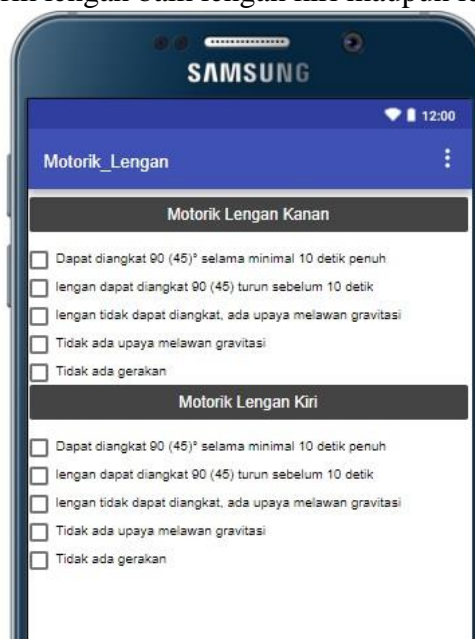 SAMSUNG
12:00
Motorik_Lengan
Motorik Lengan Kanan
Dapat diangkat 90 (45)° selama minimal 10 detik penuh
lengan dapat diangkat 90 (45) turun sebelum 10 detik
lengan tidak dapat diangkat, ada upaya melawan gravitasi
Tidak ada upaya melawan gravitasi
Tidak ada gerakan
Motorik Lengan Kiri
Dapat diangkat 90 (45)° selama minimal 10 detik penuh
lengan dapat diangkat 90 (45) turun sebelum 10 detik
lengan tidak dapat diangkat, ada upaya melawan gravitasi
Tidak ada upaya melawan gravitasi
Tidak ada gerakan